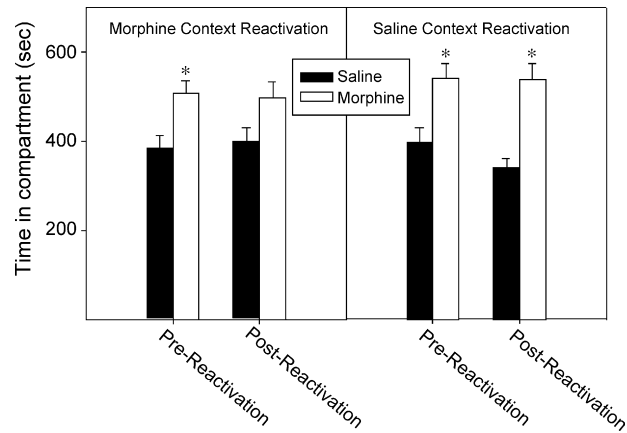 Morphine Context Reactivation
Saline Context Reactivation
Time in compartment (sec)
600
400
200
*
*
*
Saline
Morphine
Pre-Reactivation
Post-Reactivation
Pre-Reactivation
Post-Reactivation